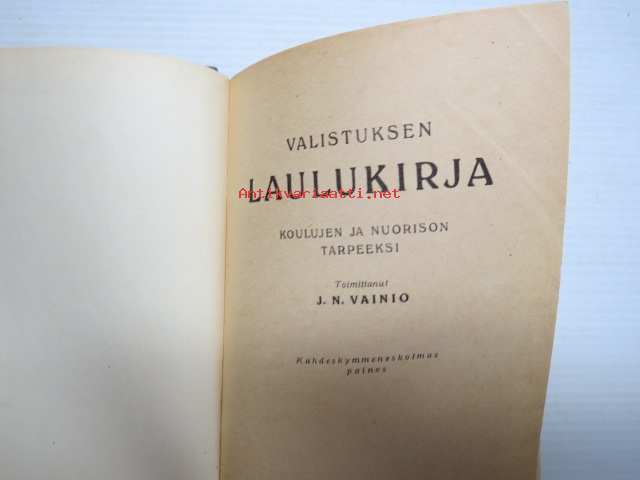 VALISTUKSEN
LAULUKIRJA
Antikvariaatti.net
KOULUJEN JA NUORISON
TARPEEKSI
Toimittanut
J. N. VAINIO
Kahdeskymmeneskolmas
painos